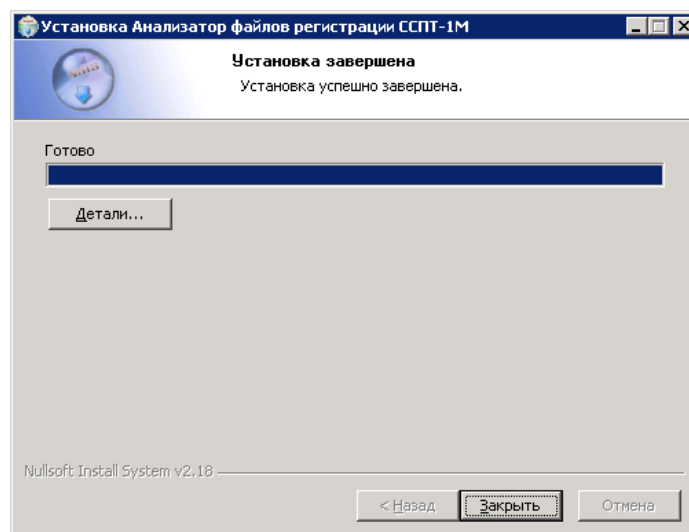 Установка Анализатор файлов регистрации ССПТ-1М
Установка завершена
Установка успешно завершена.
Готово
Детали...
Nullsoft Install System v2.18
< Назад
Закрыть
Отмена